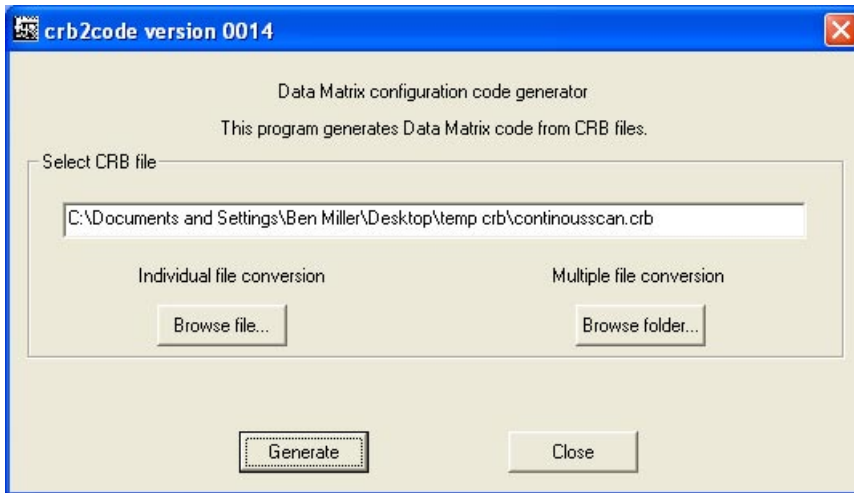 crb2code version 0014
Data Matrix configuration code generator
This program generates Data Matrix code from CRB files.
Select CRB file
C:\Documents and Settings\Ben Miller\Desktop\temp crb\continousscan.crb
Individual file conversion
Multiple file conversion
Browse file...
Browse folder...
Generate
Close